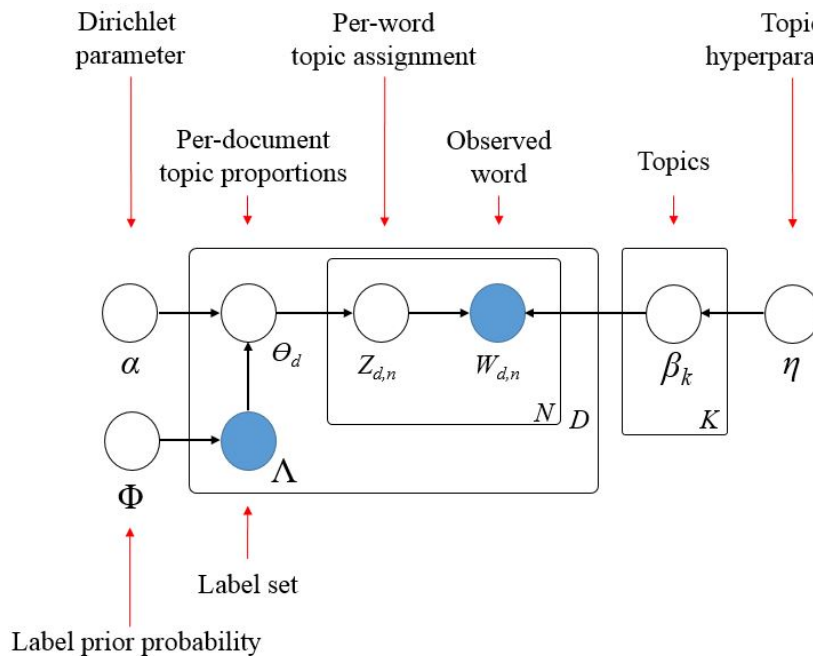 Dirichlet
parameter
Per-word
topic assignment
Topic
Per-document
topic proportions
Observed
word
Topics
α
Θd
Zd,n
Wd,n
βk
η
N
D
K
Φ
Λ
Label set
Label prior probability